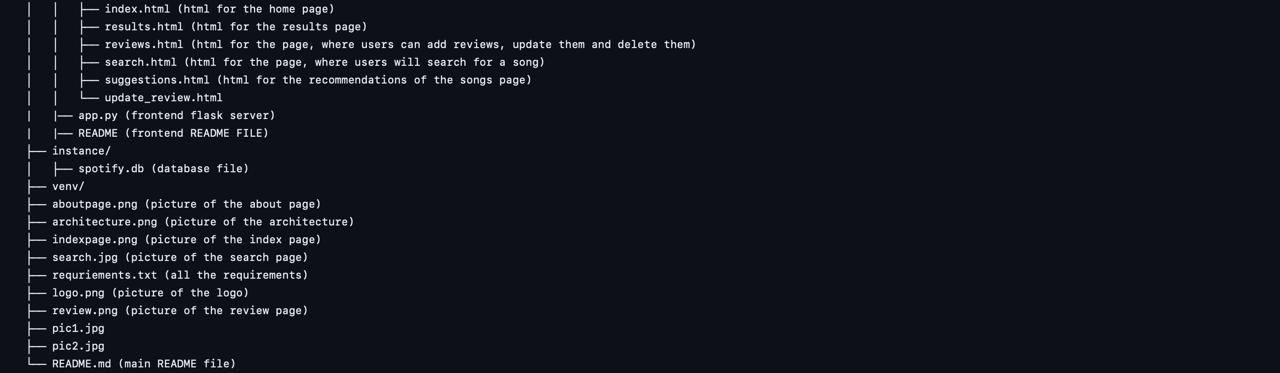 │   │   ├── index.html (html for the home page)
│   │   ├── results.html (html for the results page)
│   │   ├── reviews.html (html for the page, where users can add reviews, update them and delete them)
│   │   ├── search.html (html for the page, where users will search for a song)
│   │   ├── suggestions.html (html for the recommendations of the songs page)
│   │   └── update_review.html
|   |── app.py (frontend flask server)
|   |── README (frontend README FILE)
├── instance/
│   ├── spotify.db (database file)
├── venv/
├── aboutpage.png (picture of the about page)
├── architecture.png (picture of the architecture)
├── indexpage.png (picture of the index page)
├── search.jpg (picture of the search page)
├── requriements.txt (all the requirements)
├── logo.png (picture of the logo)
├── review.png (picture of the review page)
├── pic1.jpg
├── pic2.jpg
└── README.md (main README file)